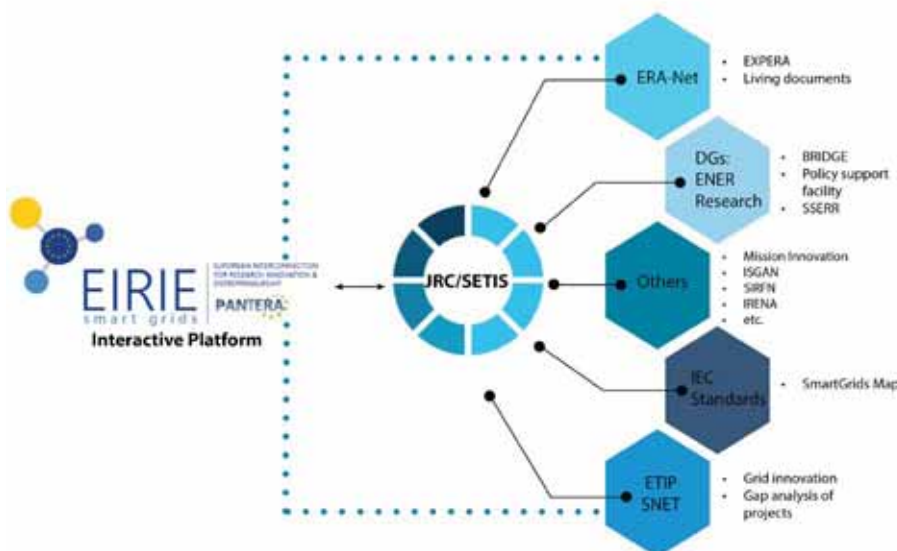 ERA-Net
• EXPERA
• Living documents
DGs:
ENER
Research
• BRIDGE
• Policy support
facility
• SSERR
EIRIE
smart grids
EUROPEAN INTERCONNECTION
FOR RESEARCH INNOVATION &
ENTREPRENEURSHIP
PANTERA
Interactive Platform
JRC/SETIS
Others
• Mission Innovation
• ISGAN
• SIRFN
• IRENA
• etc.
IEC
Standards
• SmartGrids Map
ETIP
SNET
• Grid innovation
• Gap analysis of
projects